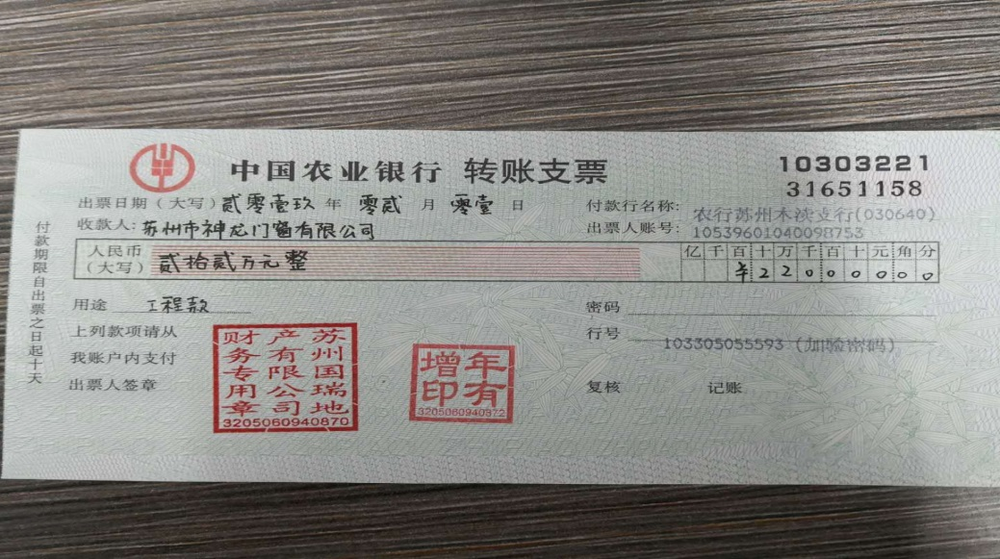 中国农业银行 转账支票
10303221
31651158
出票日期（大写）贰零壹玖 年 零贰 月 零壹 日
付款行名称: 农行苏州木渎支行(030640)
收款人: 苏州市神龙门窗有限公司
出票人账号: 10539601040098753
人民币
（大写）
贰拾贰万元整
亿千百十万千百十元角分
¥22000000
用途 工程款
密码
上列款项请从
行号 103305055593 (加验密码)
我账户内支付
出票人签章
复核 记账
付款期限自出票之日起十天
苏州国瑞地
产有限公司
财务专用章
3205060940870
年有
增印
3205060940872